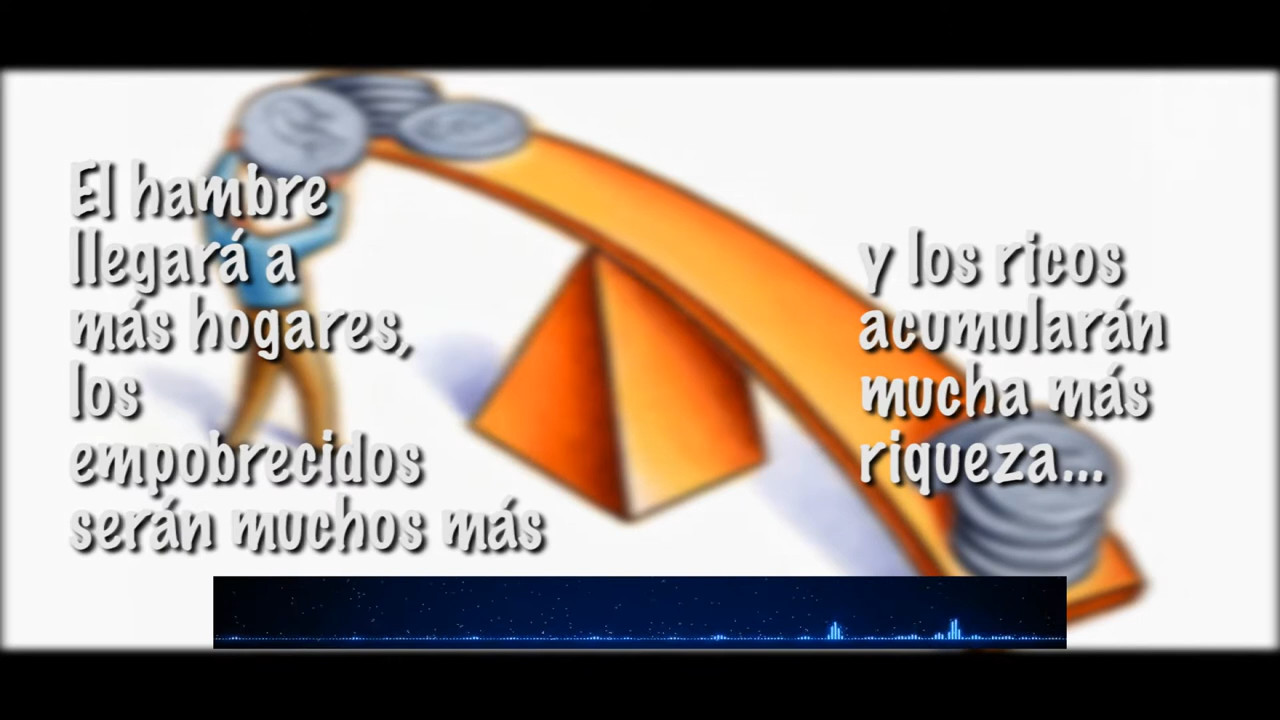 El hambre
llegará a
más hogares,
los
empobrecidos
serán muchos más
y los ricos
acumularán
mucha más
riqueza...